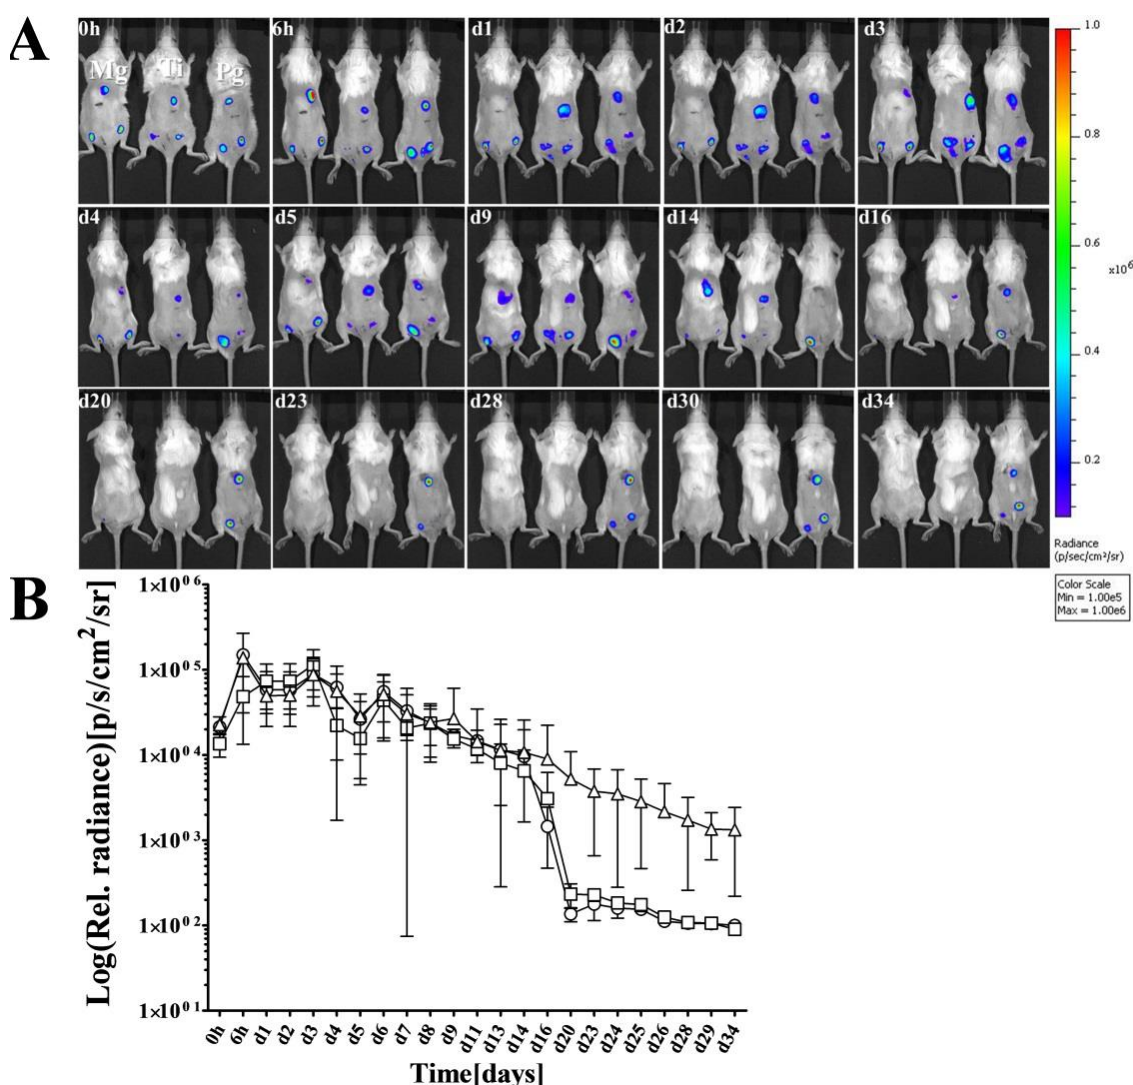 A
0h
Mg Ti Pg
6h
d1
d2
d3
d4
d5
d9
d14
d16
d20
d23
d28
d30
d34
1.0
0.8
0.6
x10⁶
0.4
0.2
Radiance
(p/sec/cm²/sr)
Color Scale
Min = 1.00e5
Max = 1.00e6
B
Log(Rel. radiance)[p/s/cm²/sr]
1×10⁰⁶
1×10⁰⁵
1×10⁰⁴
1×10⁰³
1×10⁰²
1×10⁰¹
0h 6h d1 d2 d3 d4 d5 d6 d7 d8 d9 d11 d13 d14 d16 d20 d23 d24 d25 d26 d28 d29 d34
Time[days]